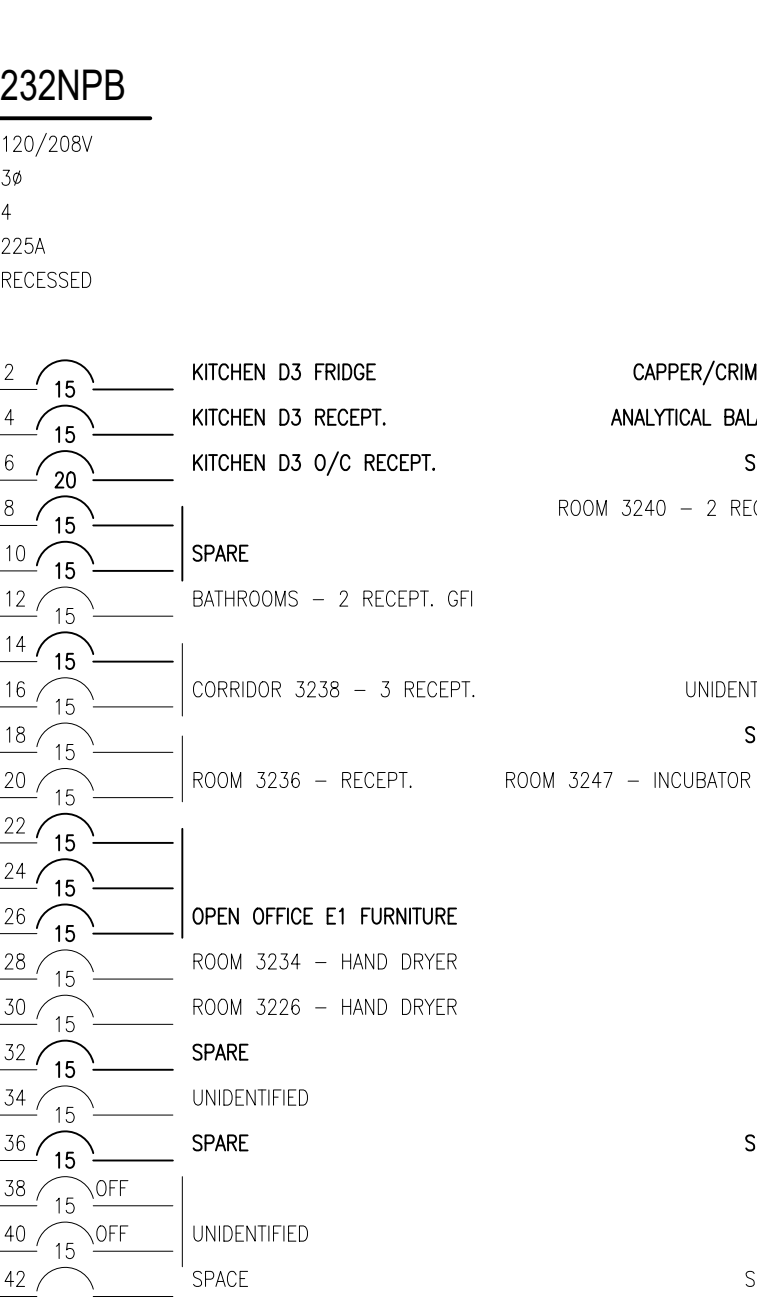 232NPB
120/208V
3ø
4
225A
RECESSED
2 15 KITCHEN D3 FRIDGE CAPPER/CRIM
4 15 KITCHEN D3 RECEPT. ANALYTICAL BAL
6 20 KITCHEN D3 O/C RECEPT. S
8 15 ROOM 3240 – 2 REC
10 15 SPARE
12 15 BATHROOMS – 2 RECEPT. GFI
14 15
16 15 CORRIDOR 3238 – 3 RECEPT. UNIDENT
18 15 S
20 15 ROOM 3236 – RECEPT. ROOM 3247 – INCUBATOR
22 15
24 15
26 15 OPEN OFFICE E1 FURNITURE
28 15 ROOM 3234 – HAND DRYER
30 15 ROOM 3226 – HAND DRYER
32 15 SPARE
34 15 UNIDENTIFIED
36 15 SPARE S
38 15 OFF
40 15 OFF UNIDENTIFIED
42 SPACE S